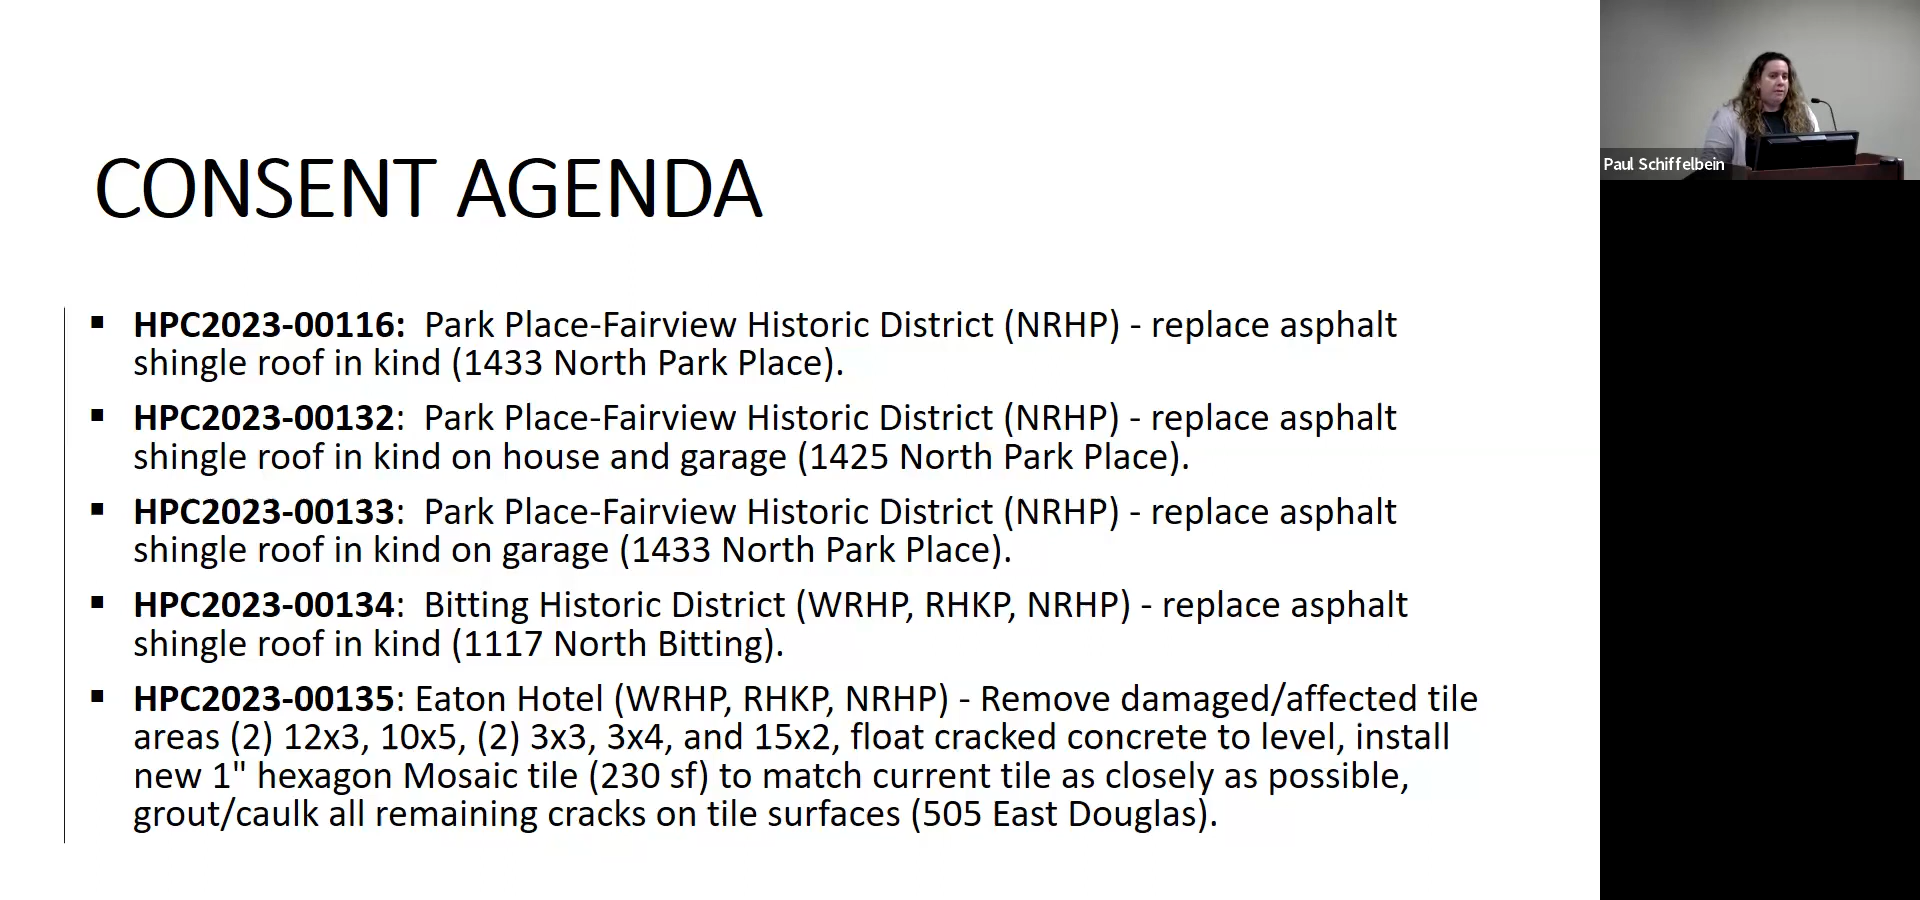 CONSENT AGENDA
▪ HPC2023-00116:  Park Place-Fairview Historic District (NRHP) - replace asphalt
shingle roof in kind (1433 North Park Place).
▪ HPC2023-00132:  Park Place-Fairview Historic District (NRHP) - replace asphalt
shingle roof in kind on house and garage (1425 North Park Place).
▪ HPC2023-00133:  Park Place-Fairview Historic District (NRHP) - replace asphalt
shingle roof in kind on garage (1433 North Park Place).
▪ HPC2023-00134:  Bitting Historic District (WRHP, RHKP, NRHP) - replace asphalt
shingle roof in kind (1117 North Bitting).
▪ HPC2023-00135: Eaton Hotel (WRHP, RHKP, NRHP) - Remove damaged/affected tile
areas (2) 12x3, 10x5, (2) 3x3, 3x4, and 15x2, float cracked concrete to level, install
new 1" hexagon Mosaic tile (230 sf) to match current tile as closely as possible,
grout/caulk all remaining cracks on tile surfaces (505 East Douglas).
Paul Schiffelbein